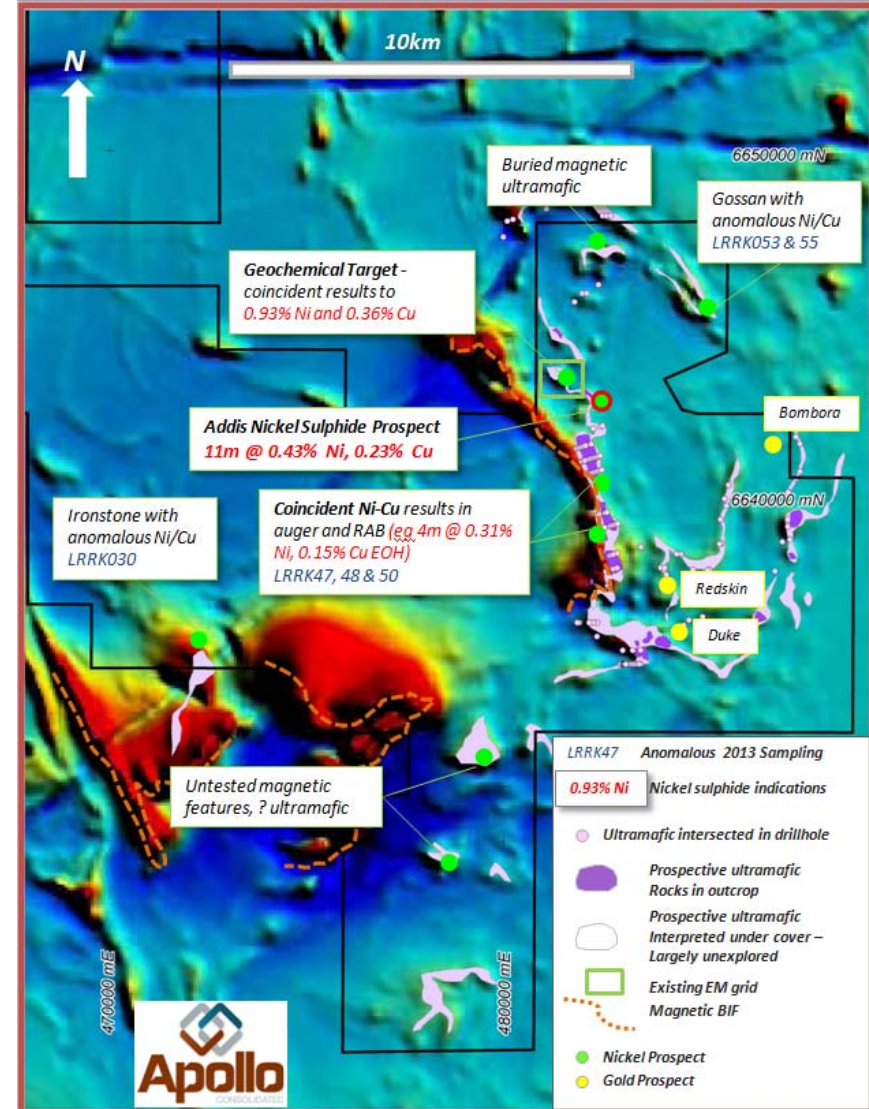 10km
N
6650000 mN
Buried magnetic
ultramafic
Gossan with
anomalous Ni/Cu
LRRK053 & 55
Geochemical Target -
coincident results to
0.93% Ni and 0.36% Cu
Addis Nickel Sulphide Prospect
11m @ 0.43% Ni, 0.23% Cu
Bombora
6640000 mN
Coincident Ni-Cu results in
auger and RAB (eg 4m @ 0.31%
Ni, 0.15% Cu EOH)
LRRK47, 48 & 50
Ironstone with
anomalous Ni/Cu
LRRK030
Redskin
Duke
Untested magnetic
features, ? ultramafic
470000 mE
480000 mE
LRRK47 Anomalous 2013 Sampling
0.93% Ni Nickel sulphide indications
Ultramafic intersected in drillhole
Prospective ultramafic
Rocks in outcrop
Prospective ultramafic
Interpreted under cover –
Largely unexplored
Existing EM grid
Magnetic BIF
Nickel Prospect
Gold Prospect
Apollo
CONSOLIDATED